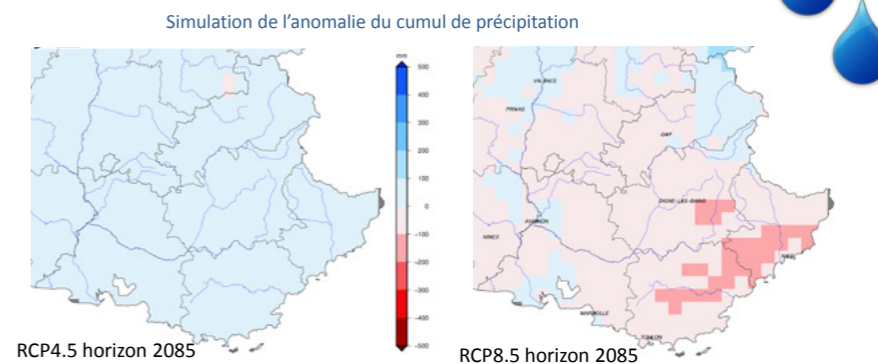 Simulation de l'anomalie du cumul de précipitation
mm
500
400
300
200
100
0
−100
−200
−300
−400
−500
VALENCE
PRIVAS
GAP
DIGNE-LES-BAINS
AVIGNON
NIMES
NICE
MARSEILLE
TOULON
RCP4.5 horizon 2085
RCP8.5 horizon 2085